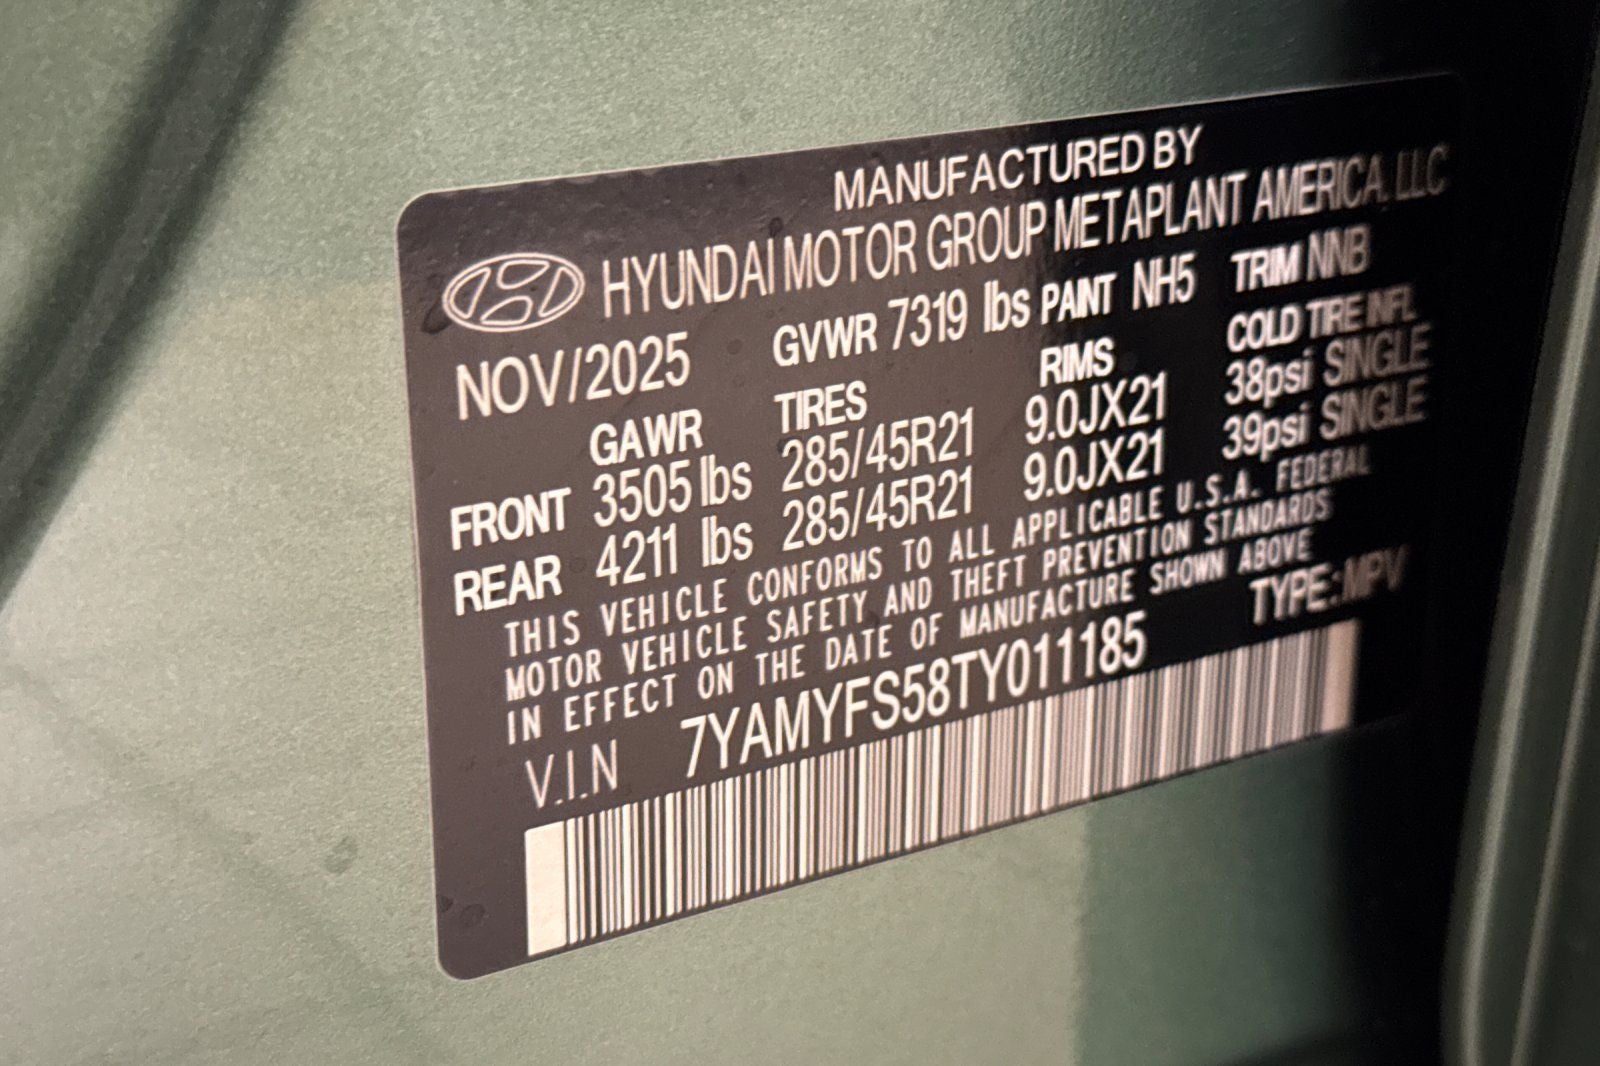 MANUFACTURED BY
HYUNDAI MOTOR GROUP METAPLANT AMERICA, LLC
NOV/2025 GVWR 7319 lbs PAINT NH5 TRIM NNB
GAWR TIRES RIMS COLD TIRE INFL
FRONT 3505 lbs 285/45R21 9.0JX21 38psi SINGLE
REAR 4211 lbs 285/45R21 9.0JX21 39psi SINGLE
THIS VEHICLE CONFORMS TO ALL APPLICABLE U.S.A. FEDERAL
MOTOR VEHICLE SAFETY AND THEFT PREVENTION STANDARDS
IN EFFECT ON THE DATE OF MANUFACTURE SHOWN ABOVE
V.I.N 7YAMYFS58TY011185 TYPE:MPV